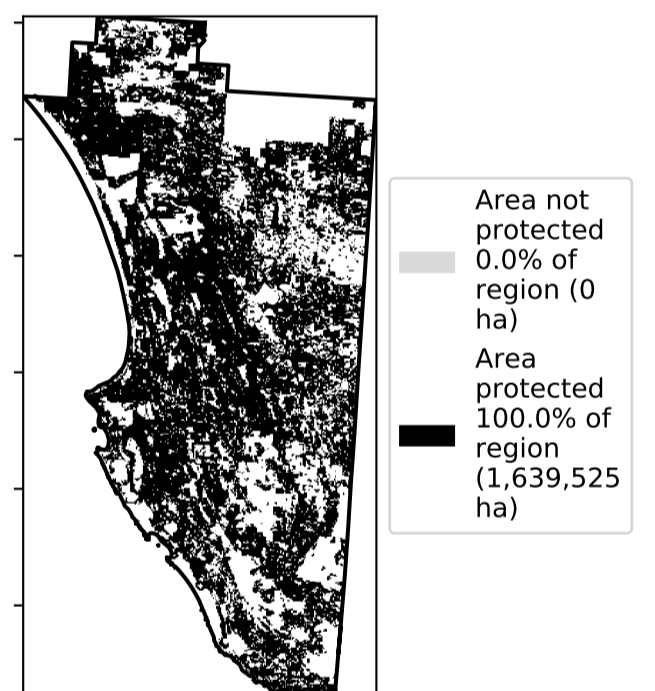 Area not
protected
0.0% of
region (0
ha)
Area
protected
100.0% of
region
(1,639,525
ha)